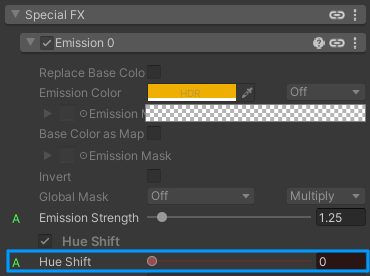 Special FX
Emission 0
Replace Base Colo
Emission Color HDR Off
Emission M
Base Color as Map
Emission Mask
Invert
Global Mask Off Multiply
A Emission Strength 1.25
Hue Shift
A Hue Shift 0